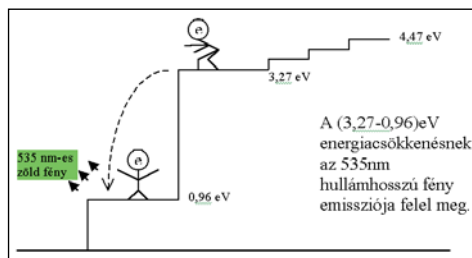 e
4,47 eV
3,27 eV
A (3,27-0,96)eV
energiacsökkenésnek
az 535nm
hullámhosszú fény
emissziója felel meg.
535 nm-es
zöld fény
e
0,96 eV